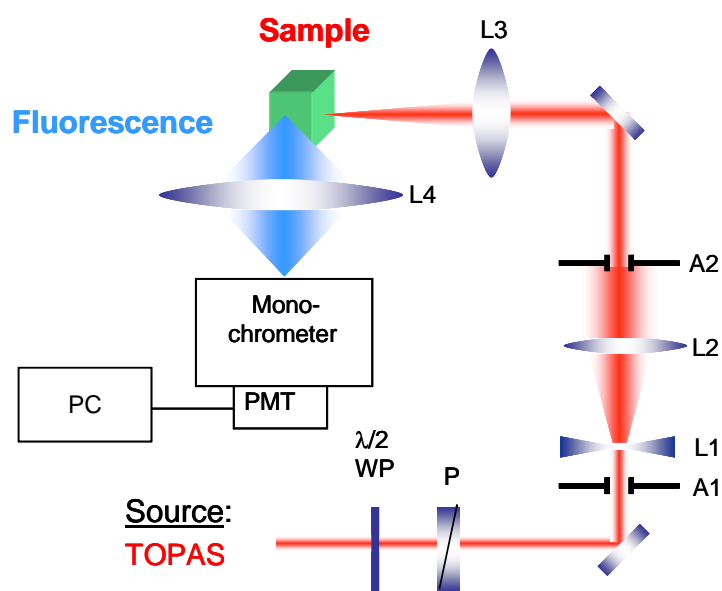 Sample
L3
Fluorescence
L4
A2
Mono-
chrometer
L2
PC
PMT
λ/2
WP
P
L1
A1
Source:
TOPAS